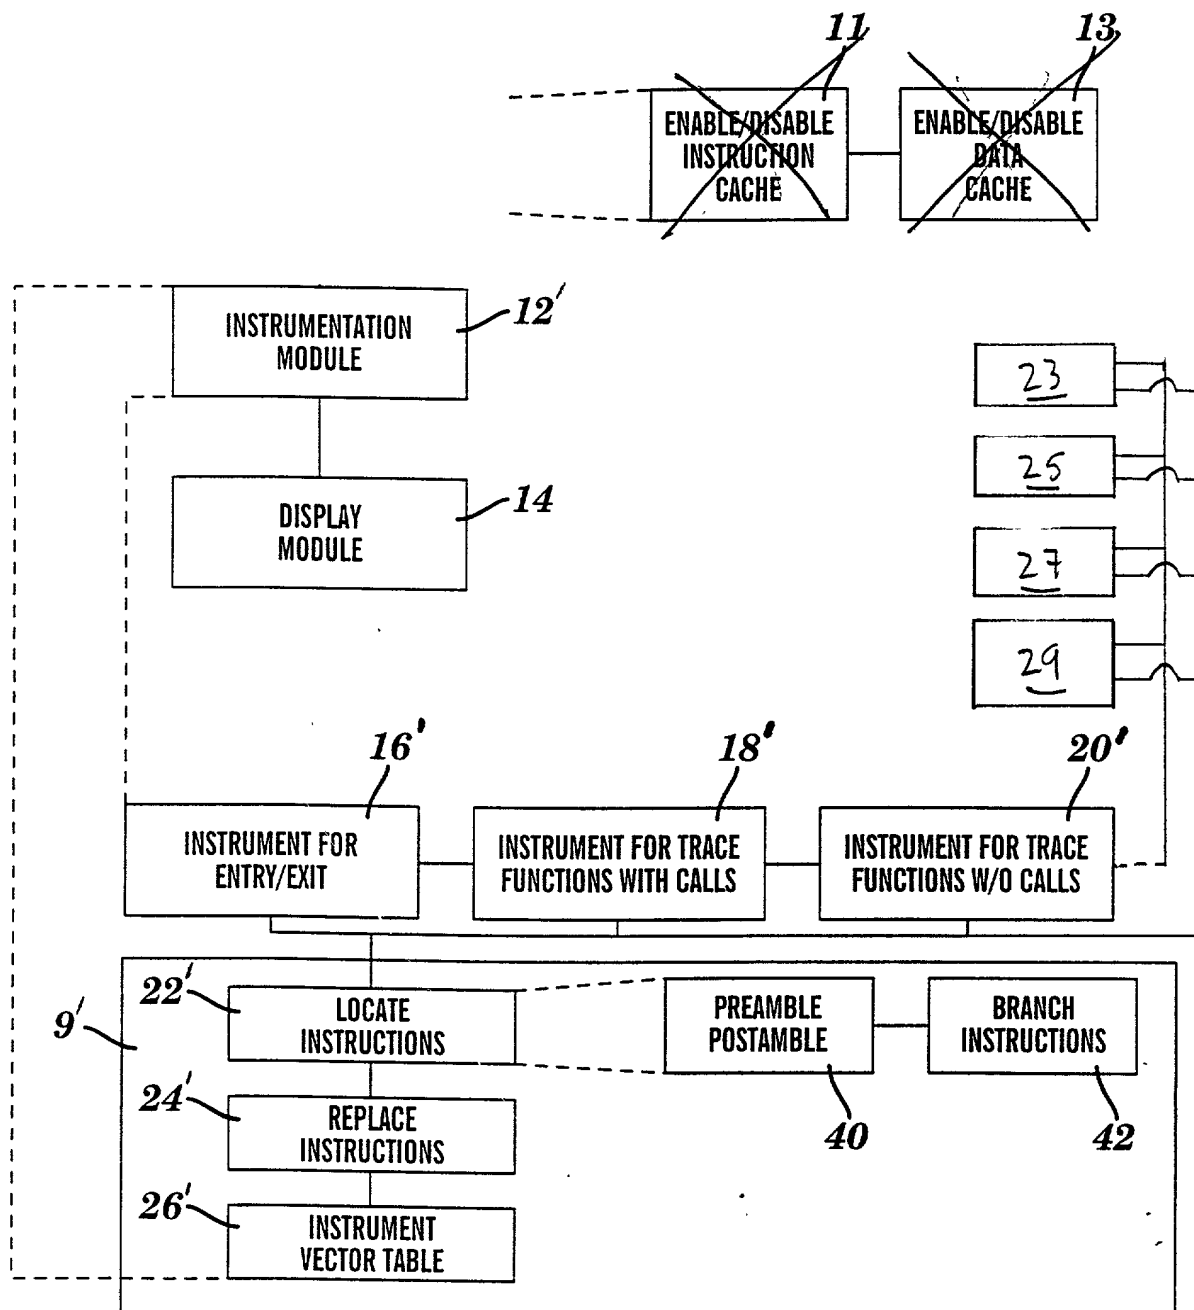 11
13
ENABLE/DISABLE
INSTRUCTION
CACHE
ENABLE/DISABLE
DATA
CACHE
12'
INSTRUMENTATION
MODULE
23
25
14
DISPLAY
MODULE
27
29
16'
18'
20'
INSTRUMENT FOR
ENTRY/EXIT
INSTRUMENT FOR TRACE
FUNCTIONS WITH CALLS
INSTRUMENT FOR TRACE
FUNCTIONS W/O CALLS
22'
9'
LOCATE
INSTRUCTIONS
PREAMBLE
POSTAMBLE
BRANCH
INSTRUCTIONS
24'
REPLACE
INSTRUCTIONS
40
42
26'
INSTRUMENT
VECTOR TABLE